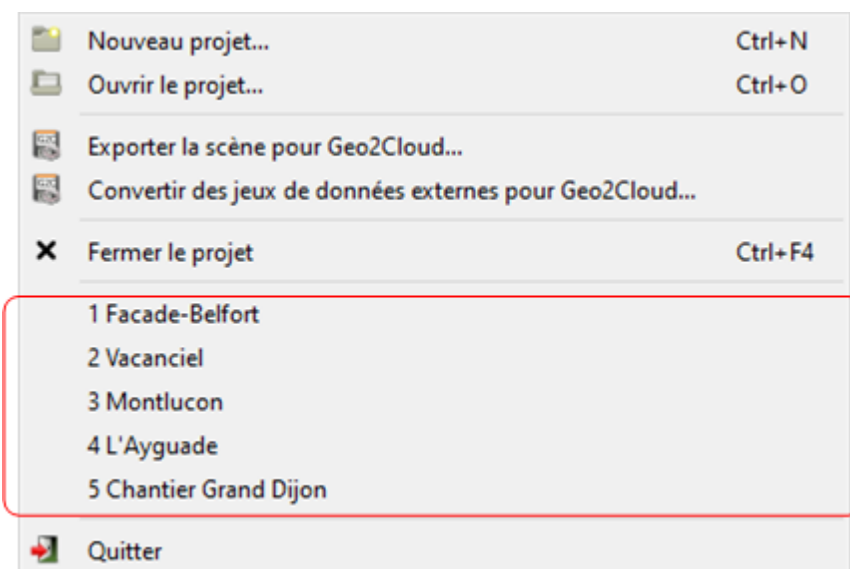 Nouveau projet... Ctrl+N
Ouvrir le projet... Ctrl+O
Exporter la scène pour Geo2Cloud...
Convertir des jeux de données externes pour Geo2Cloud...
Fermer le projet Ctrl+F4
1 Facade-Belfort
2 Vacanciel
3 Montlucon
4 L'Ayguade
5 Chantier Grand Dijon
Quitter